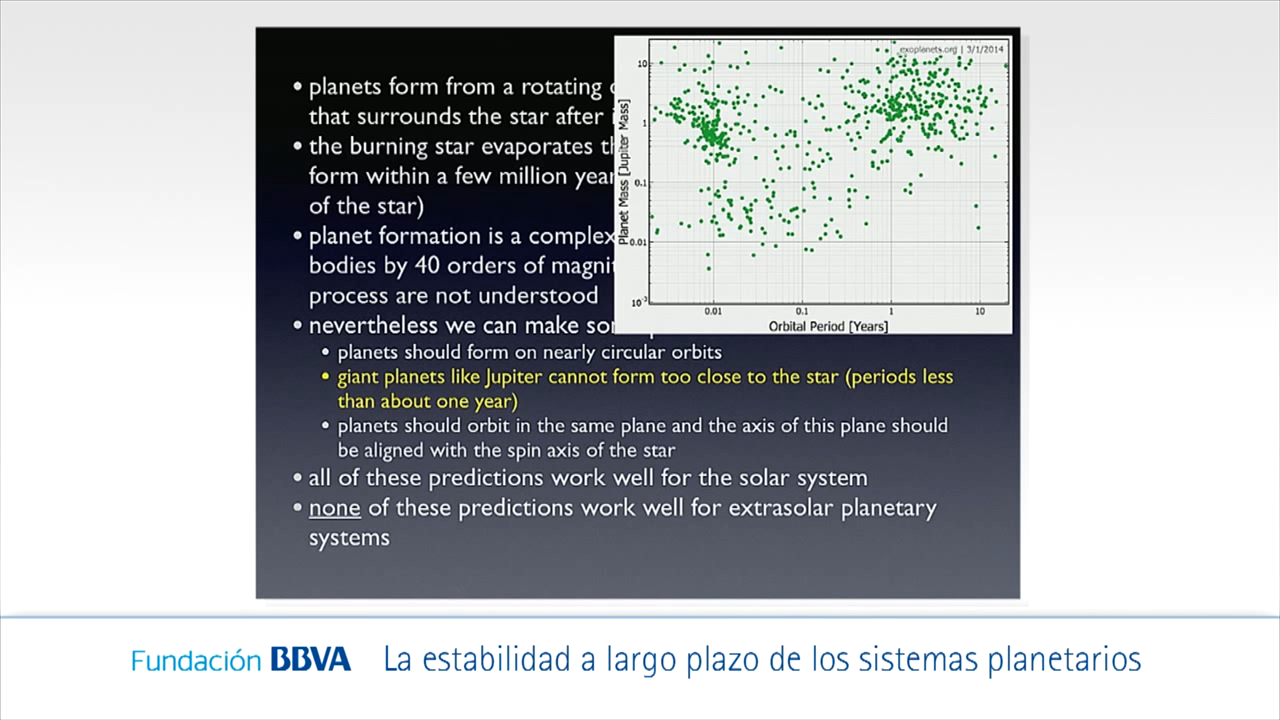 • planets form from a rotating
that surrounds the star after
• the burning star evaporates
form within a few million
of the star)
• planet formation is a complex
bodies by 40 orders of
process are not understood
• nevertheless we can make
• planets should form on nearly circular orbits
• giant planets like Jupiter cannot form too close to the star (periods less
than about one year)
• planets should orbit in the same plane and the axis of this plane should
be aligned with the spin axis of the star
• all of these predictions work well for the solar system
• none of these predictions work well for extrasolar planetary
systems
exoplanets.org | 3/1/2014
Planet Mass [Jupiter Mass]
10
1
0.1
0.01
10⁻³
0.01 0.1 1 10
Orbital Period [Years]
Fundación BBVA La estabilidad a largo plazo de los sistemas planetarios